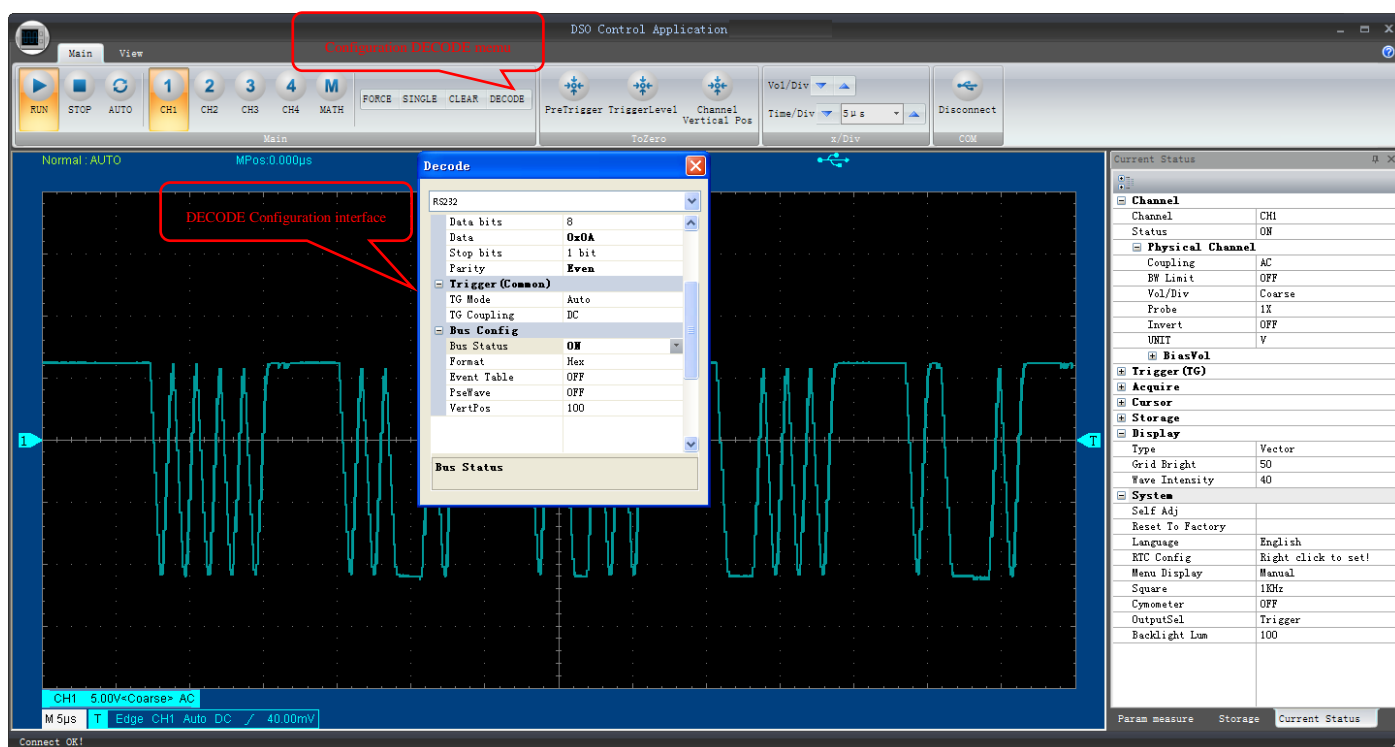 DSO Control Application
Main View
Configuration DECODE menu
RUN STOP AUTO CH1 CH2 CH3 CH4 MATH
1 2 3 4 M
FORCE SINGLE CLEAR DECODE
PreTrigger TriggerLevel Channel Vertical Pos
Vol/Div
Time/Div 5μs
Disconnect
Main ToZero x/Div COM
Normal : AUTO MPos:0.000μs
DECODE Configuration interface
Decode
RS232
Data bits 8
Data 0x0A
Stop bits 1 bit
Parity Even
Trigger(Common)
TG Mode Auto
TG Coupling DC
Bus Config
Bus Status ON
Format Hex
Event Table OFF
PseWave OFF
VertPos 100
Bus Status
1
T
CH1 5.00V<Coarse> AC
M 5μs T Edge CH1 Auto DC 40.00mV
Current Status
Channel
Channel CH1
Status ON
Physical Channel
Coupling AC
BW Limit OFF
Vol/Div Coarse
Probe 1X
Invert OFF
UNIT V
BiasVol
Trigger(TG)
Acquire
Cursor
Storage
Display
Type Vector
Grid Bright 50
Wave Intensity 40
System
Self Adj
Reset To Factory
Language English
RTC Config Right click to set!
Menu Display Manual
Square 1KHz
Cymometer OFF
OutputSel Trigger
Backlight Lum 100
Param measure Storage Current Status
Connect OK!